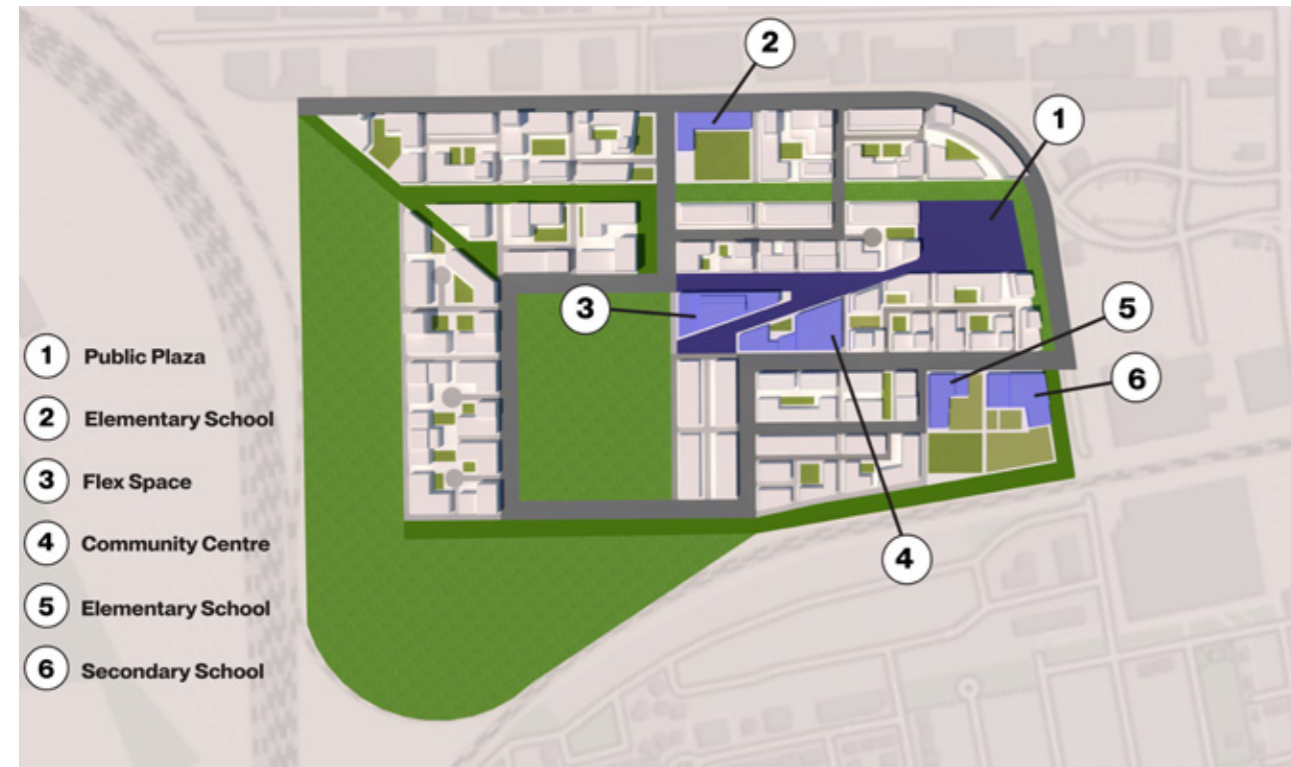 2
1
3
5
6
4
1 Public Plaza
2 Elementary School
3 Flex Space
4 Community Centre
5 Elementary School
6 Secondary School